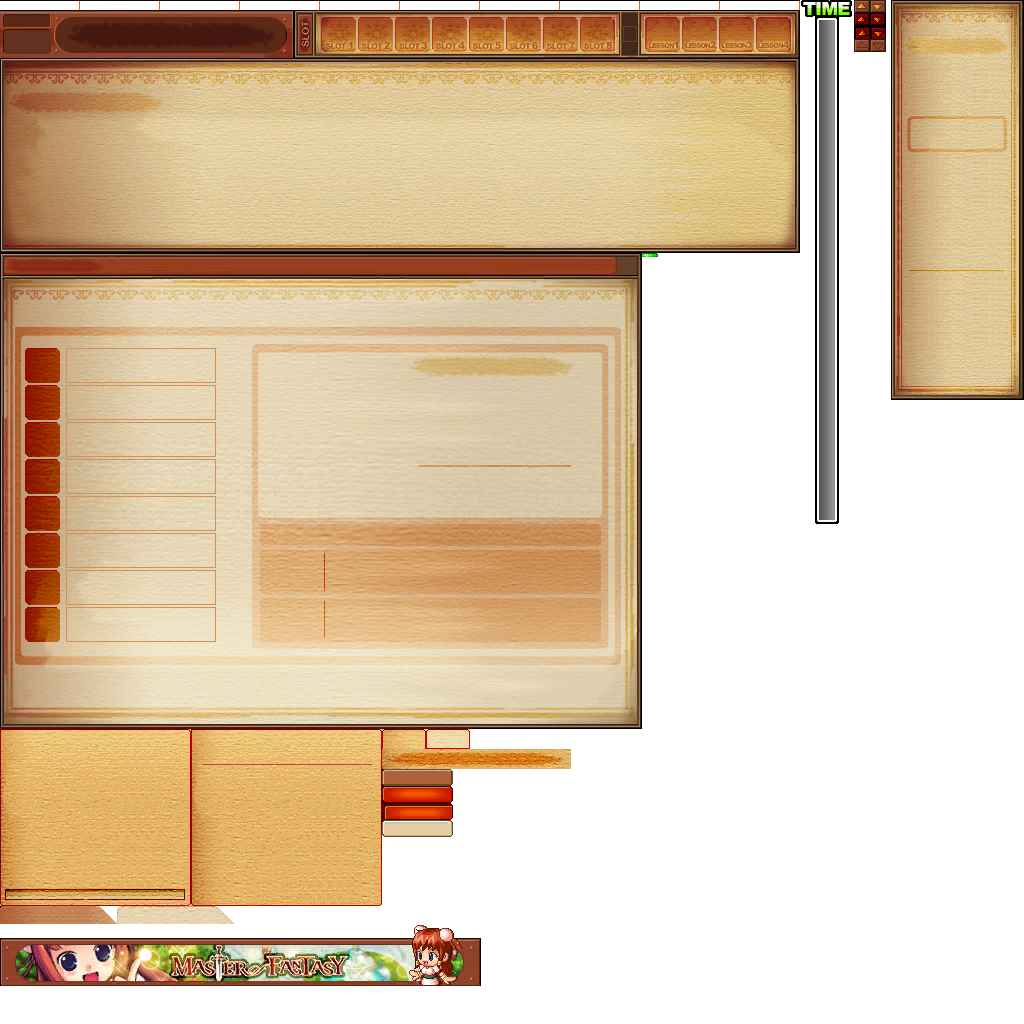 TIME
SLOT
SLOT 1 SLOT 2 SLOT 3 SLOT 4 SLOT 5 SLOT 6 SLOT 7 SLOT 8
LESSON1 LESSON2 LESSON3 LESSON4
MASTER of FANTASY